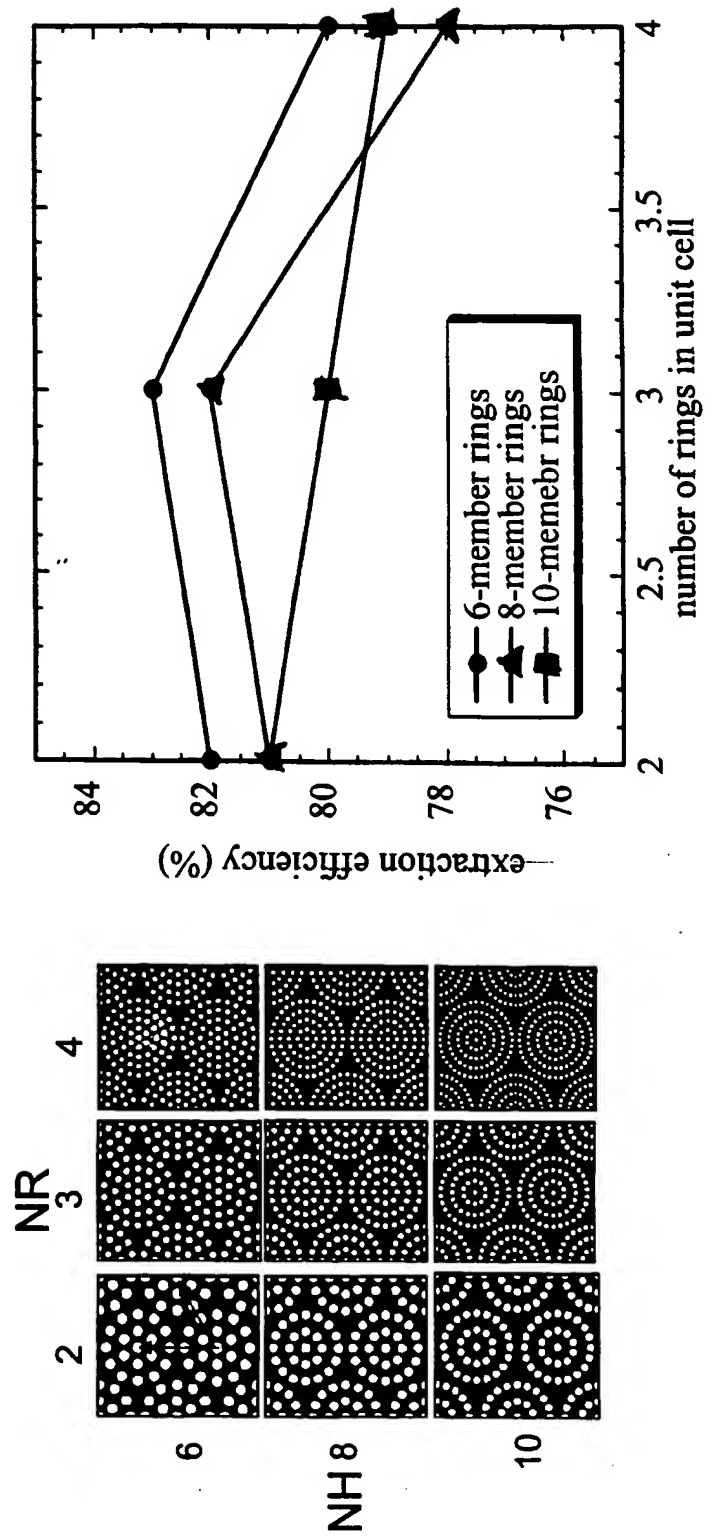 NR
2 3 4
6
NH 8
10
extraction efficiency (%)
84
82
80
78
76
6-member rings
8-member rings
10-memebr rings
2 2.5 3 3.5 4
number of rings in unit cell